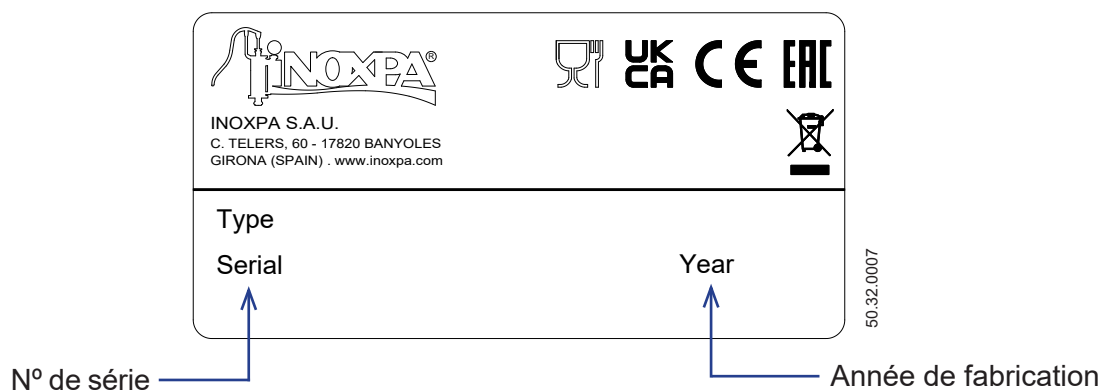 INOXPA®
UK
CA CE EAC
INOXPA S.A.U.
C. TELERS, 60 - 17820 BANYOLES
GIRONA (SPAIN) . www.inoxpa.com
Type
Serial
Year
50.32.0007
Nº de série
Année de fabrication